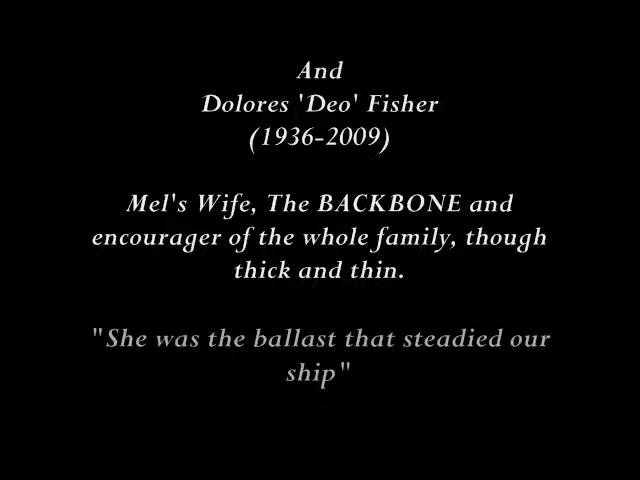 And
Dolores 'Deo' Fisher
(1936-2009)
Mel's Wife, The BACKBONE and
encourager of the whole family, though
thick and thin.
"She was the ballast that steadied our
ship"